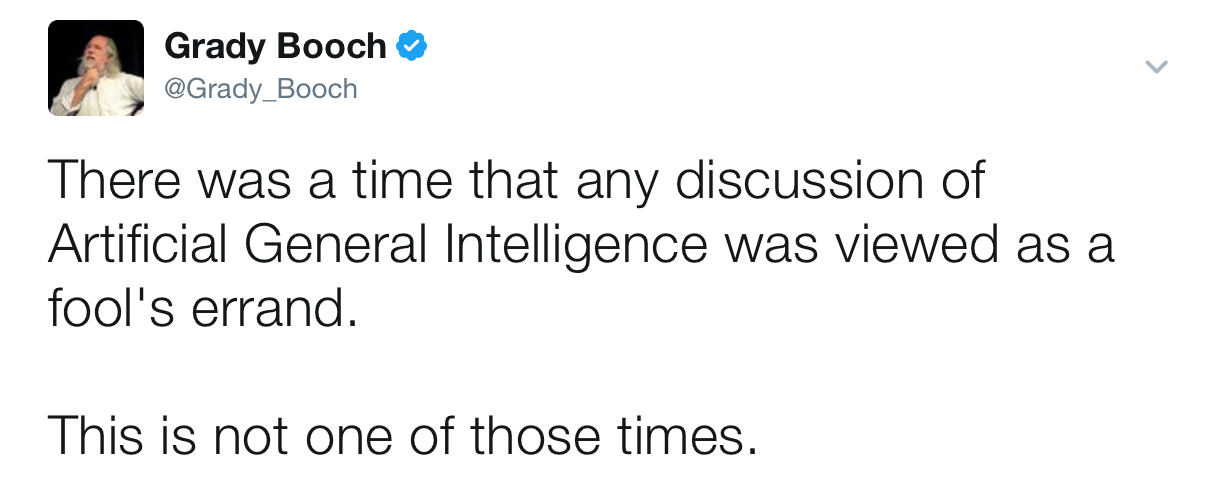 Grady Booch
@Grady_Booch
There was a time that any discussion of
Artificial General Intelligence was viewed as a
fool's errand.
This is not one of those times.